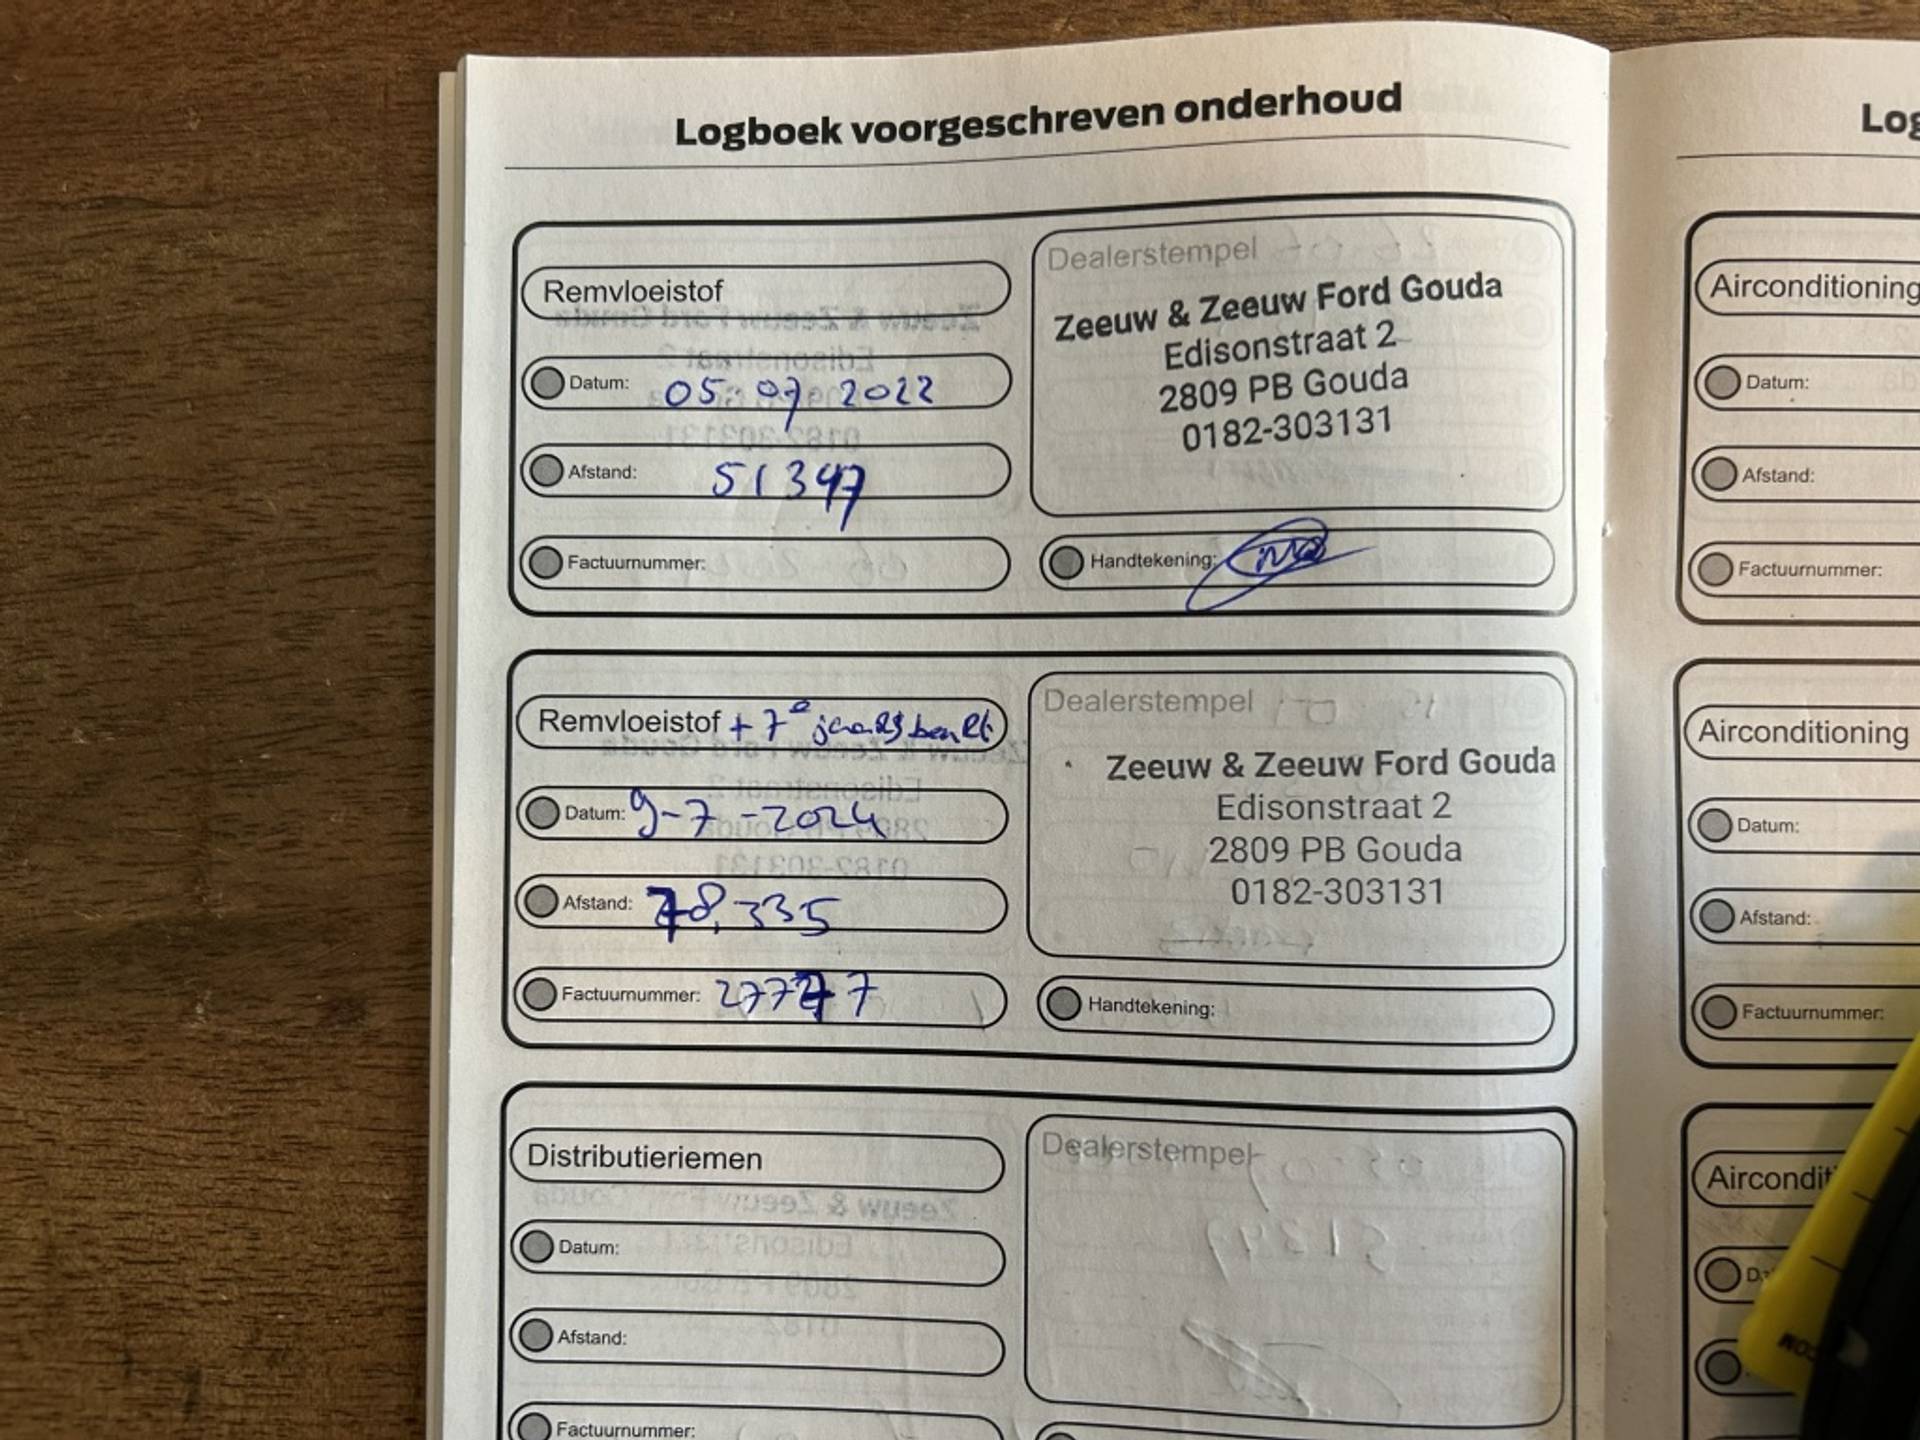 Logboek voorgeschreven onderhoud
Remvloeistof
Datum: 05-07-2022
Afstand: 51347
Factuurnummer:
Dealerstempel
Zeeuw & Zeeuw Ford Gouda
Edisonstraat 2
2809 PB Gouda
0182-303131
Handtekening:
Remvloeistof + 7e jaarsbeurt
Datum: 9-7-2024
Afstand: 78.335
Factuurnummer: 277777
Dealerstempel
Zeeuw & Zeeuw Ford Gouda
Edisonstraat 2
2809 PB Gouda
0182-303131
Handtekening:
Distributieriemen
Datum:
Afstand:
Factuurnummer:
Dealerstempel
Log
Airconditioning
Datum:
Afstand:
Factuurnummer:
Airconditioning
Datum:
Afstand:
Factuurnummer:
Aircondit